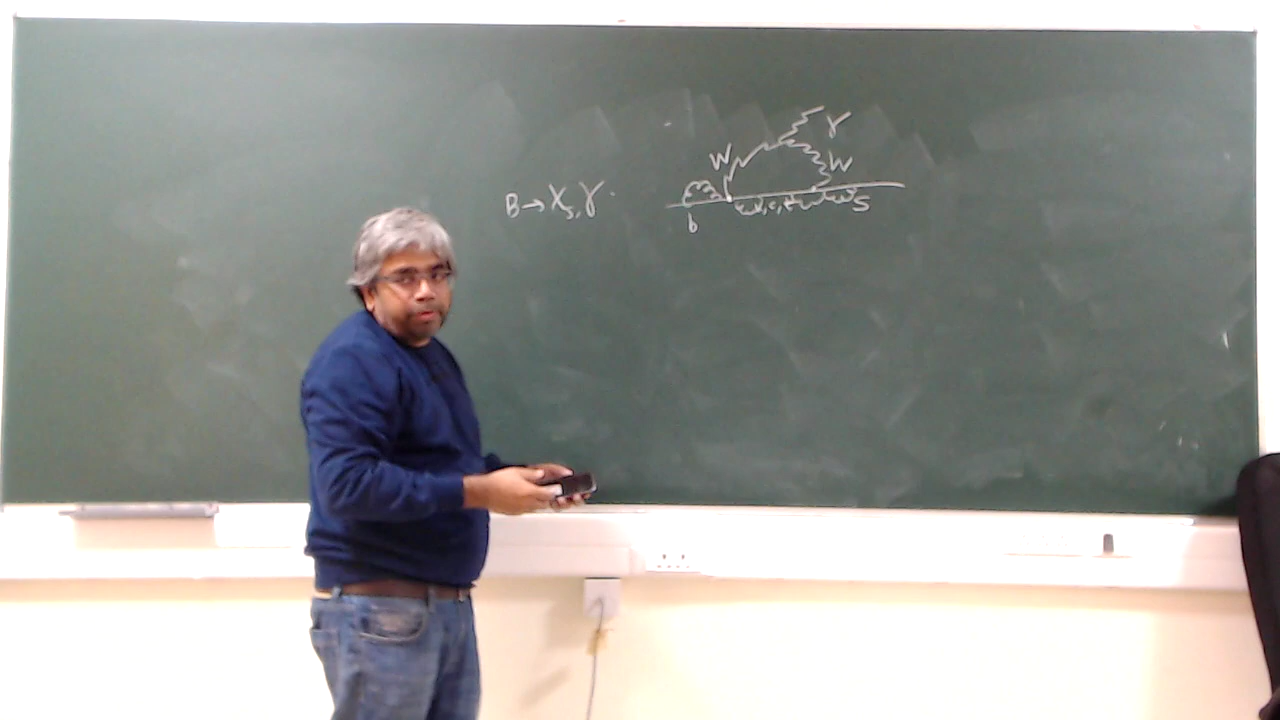 B → X_s, γ
γ
W
W
b
u, c, t
s